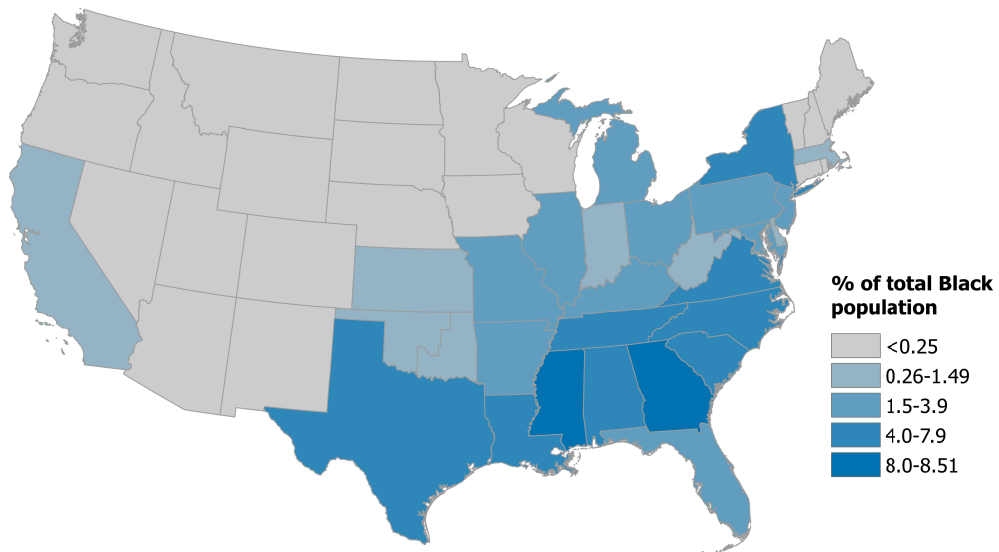 % of total Black
population
<0.25
0.26-1.49
1.5-3.9
4.0-7.9
8.0-8.51